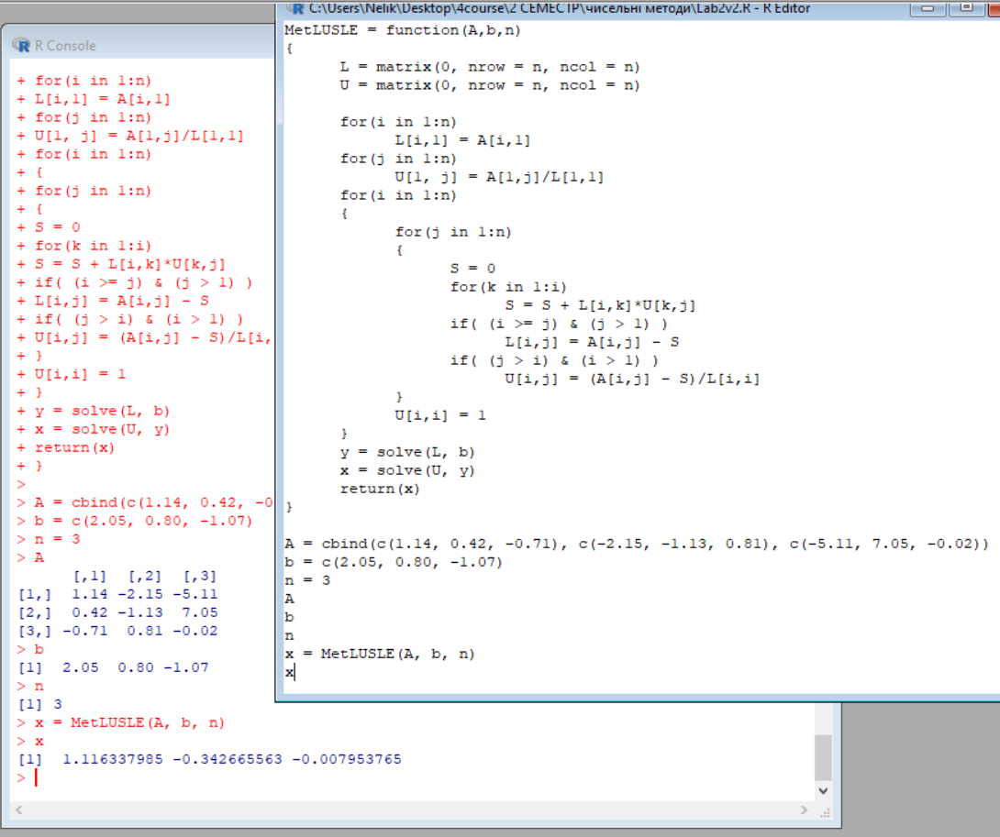 R Console
+ for(i in 1:n)
+ L[i,1] = A[i,1]
+ for(j in 1:n)
+ U[1, j] = A[1,j]/L[1,1]
+ for(i in 1:n)
+ {
+ for(j in 1:n)
+ {
+ S = 0
+ for(k in 1:i)
+ S = S + L[i,k]*U[k,j]
+ if( (i >= j) & (j > 1) )
+ L[i,j] = A[i,j] - S
+ if( (j > i) & (i > 1) )
+ U[i,j] = (A[i,j] - S)/L[i,
+ }
+ U[i,i] = 1
+ }
+ y = solve(L, b)
+ x = solve(U, y)
+ return(x)
+ }
>
> A = cbind(c(1.14, 0.42, -0
> b = c(2.05, 0.80, -1.07)
> n = 3
> A
[,1] [,2] [,3]
[1,] 1.14 -2.15 -5.11
[2,] 0.42 -1.13 7.05
[3,] -0.71 0.81 -0.02
> b
[1] 2.05 0.80 -1.07
> n
[1] 3
> x = MetLUSLE(A, b, n)
> x
[1] 1.116337985 -0.342665563 -0.007953765
>
C:\Users\Nelik\Desktop\4course\2 СЕМЕСТР\чисельні методи\Lab2v2.R - R Editor
MetLUSLE = function(A,b,n)
{
L = matrix(0, nrow = n, ncol = n)
U = matrix(0, nrow = n, ncol = n)
for(i in 1:n)
L[i,1] = A[i,1]
for(j in 1:n)
U[1, j] = A[1,j]/L[1,1]
for(i in 1:n)
{
for(j in 1:n)
{
S = 0
for(k in 1:i)
S = S + L[i,k]*U[k,j]
if( (i >= j) & (j > 1) )
L[i,j] = A[i,j] - S
if( (j > i) & (i > 1) )
U[i,j] = (A[i,j] - S)/L[i,i]
}
U[i,i] = 1
}
y = solve(L, b)
x = solve(U, y)
return(x)
}
A = cbind(c(1.14, 0.42, -0.71), c(-2.15, -1.13, 0.81), c(-5.11, 7.05, -0.02))
b = c(2.05, 0.80, -1.07)
n = 3
A
b
n
x = MetLUSLE(A, b, n)
x